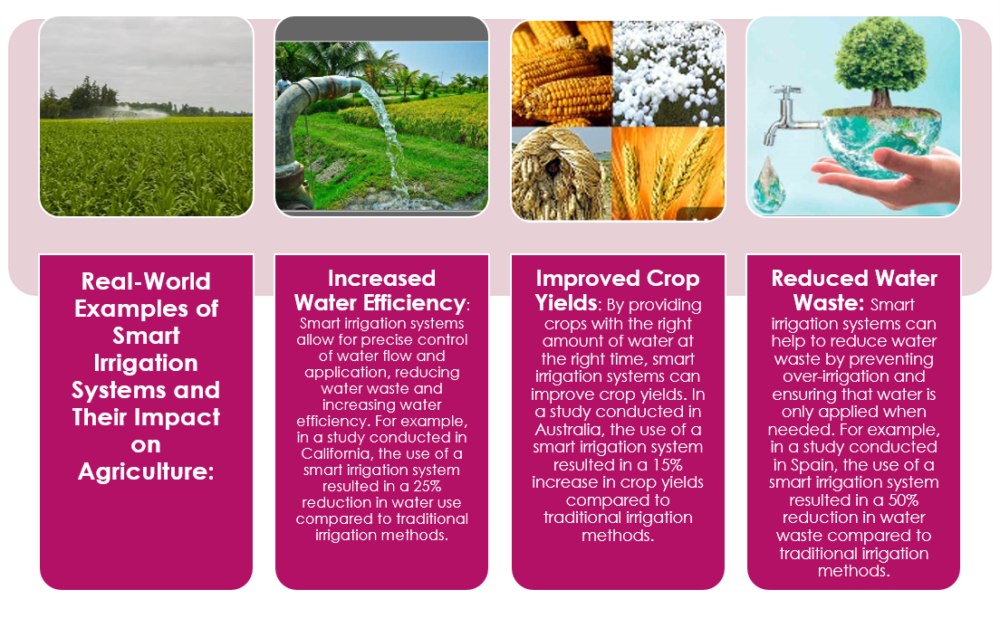 Real-World
Examples of
Smart
Irrigation
Systems and
Their Impact
on
Agriculture:
Increased
Water Efficiency:
Smart irrigation systems
allow for precise control
of water flow and
application, reducing
water waste and
increasing water
efficiency. For example,
in a study conducted in
California, the use of a
smart irrigation system
resulted in a 25%
reduction in water use
compared to traditional
irrigation methods.
Improved Crop
Yields: By providing
crops with the right
amount of water at
the right time, smart
irrigation systems can
improve crop yields. In
a study conducted in
Australia, the use of a
smart irrigation system
resulted in a 15%
increase in crop yields
compared to
traditional irrigation
methods.
Reduced Water
Waste: Smart
irrigation systems can
help to reduce water
waste by preventing
over-irrigation and
ensuring that water is
only applied when
needed. For example,
in a study conducted
in Spain, the use of a
smart irrigation system
resulted in a 50%
reduction in water
waste compared to
traditional irrigation
methods.